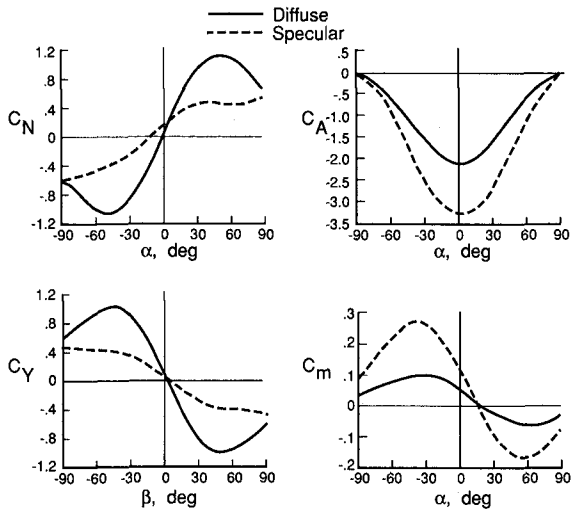 Diffuse
Specular
1.2
.8
.4
0
-.4
-.8
-1.2
C_N
-90 -60 -30 0 30 60 90
α, deg
.5
0
-.5
-1.0
-1.5
-2.0
-2.5
-3.0
-3.5
C_A
-90 -60 -30 0 30 60 90
α, deg
1.2
.8
.4
0
-.4
-.8
-1.2
C_Y
-90 -60 -30 0 30 60 90
β, deg
.3
.2
.1
0
-.1
-.2
C_m
-90 -60 -30 0 30 60 90
α, deg